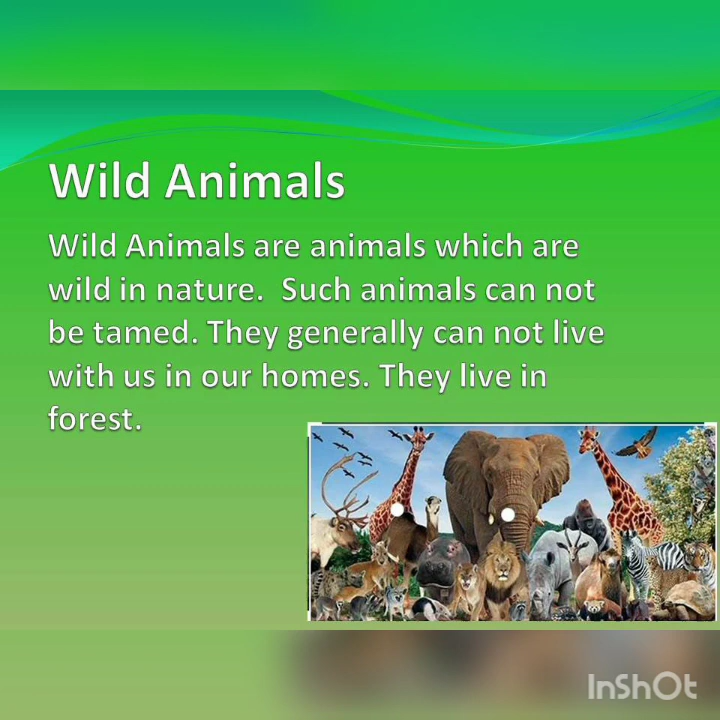 Wild Animals
Wild Animals are animals which are
wild in nature.  Such animals can not
be tamed. They generally can not live
with us in our homes. They live in
forest.
InShOt